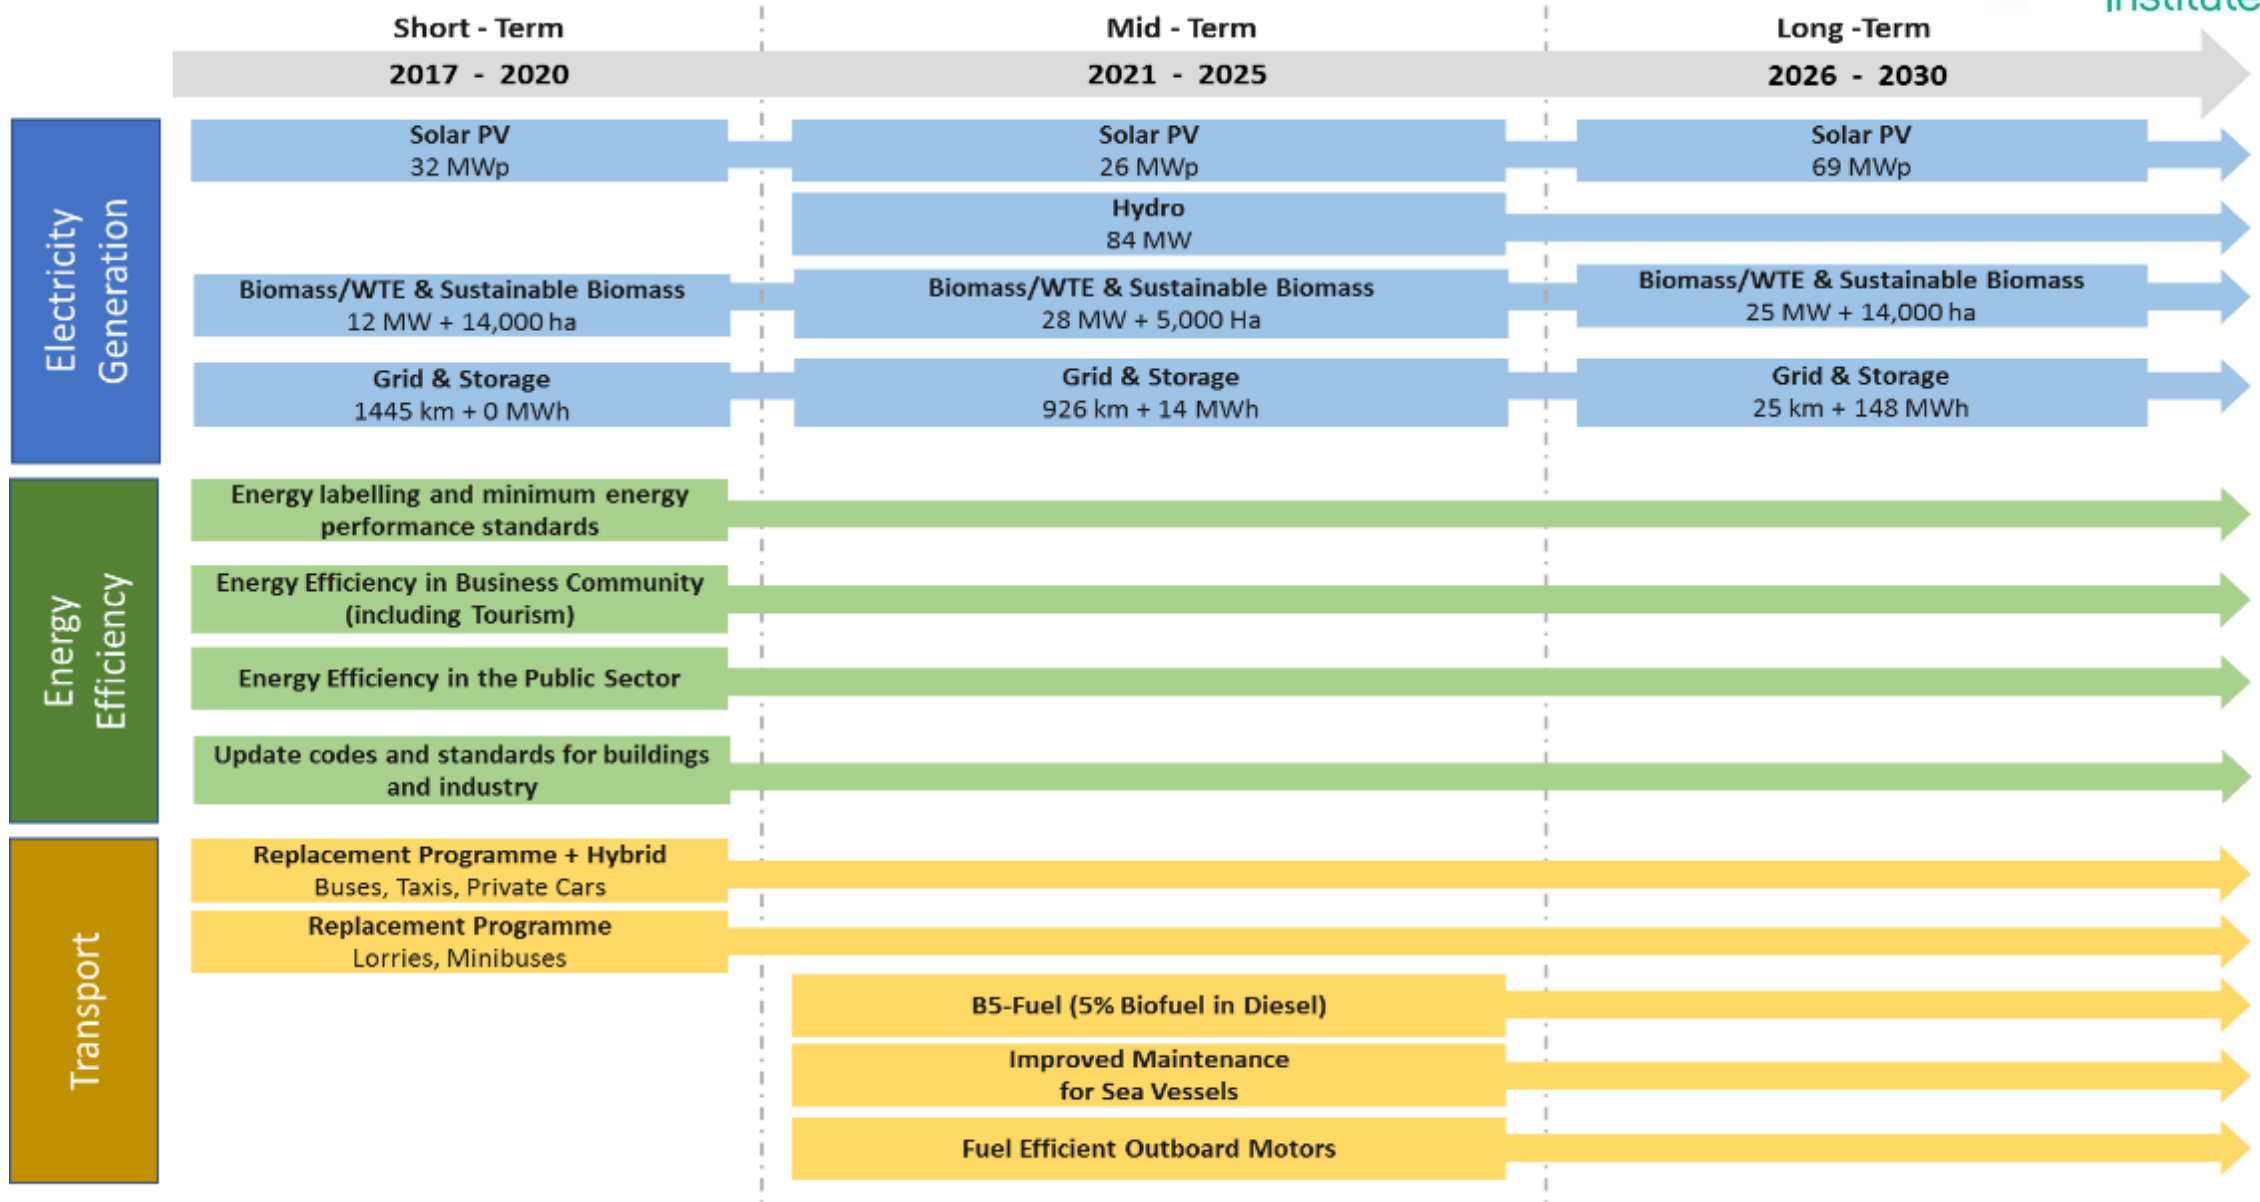 institute
Short - Term
Mid - Term
Long -Term
2017 - 2020
2021 - 2025
2026 - 2030
Electricity
Generation
Solar PV
32 MWp
Solar PV
26 MWp
Solar PV
69 MWp
Hydro
84 MW
Biomass/WTE & Sustainable Biomass
12 MW + 14,000 ha
Biomass/WTE & Sustainable Biomass
28 MW + 5,000 Ha
Biomass/WTE & Sustainable Biomass
25 MW + 14,000 ha
Grid & Storage
1445 km + 0 MWh
Grid & Storage
926 km + 14 MWh
Grid & Storage
25 km + 148 MWh
Energy
Efficiency
Energy labelling and minimum energy
performance standards
Energy Efficiency in Business Community
(including Tourism)
Energy Efficiency in the Public Sector
Update codes and standards for buildings
and industry
Transport
Replacement Programme + Hybrid
Buses, Taxis, Private Cars
Replacement Programme
Lorries, Minibuses
B5-Fuel (5% Biofuel in Diesel)
Improved Maintenance
for Sea Vessels
Fuel Efficient Outboard Motors